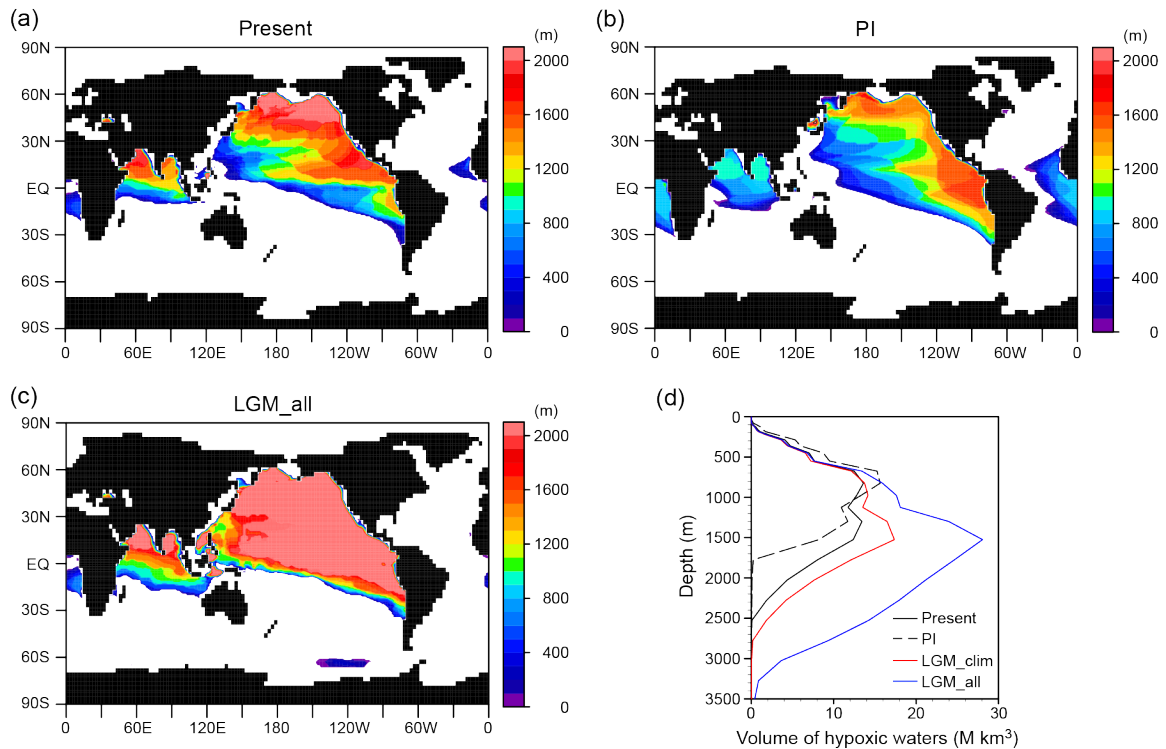 (a)
Present
(m)
90N
60N
30N
EQ
30S
60S
90S
0
60E
120E
180
120W
60W
0
2000
1600
1200
800
400
0
(b)
PI
(m)
90N
60N
30N
EQ
30S
60S
90S
0
60E
120E
180
120W
60W
0
2000
1600
1200
800
400
0
(c)
LGM_all
(m)
90N
60N
30N
EQ
30S
60S
90S
0
60E
120E
180
120W
60W
0
2000
1600
1200
800
400
0
(d)
Depth (m)
0
500
1000
1500
2000
2500
3000
3500
Present
PI
LGM_clim
LGM_all
0
10
20
30
Volume of hypoxic waters (M km³)